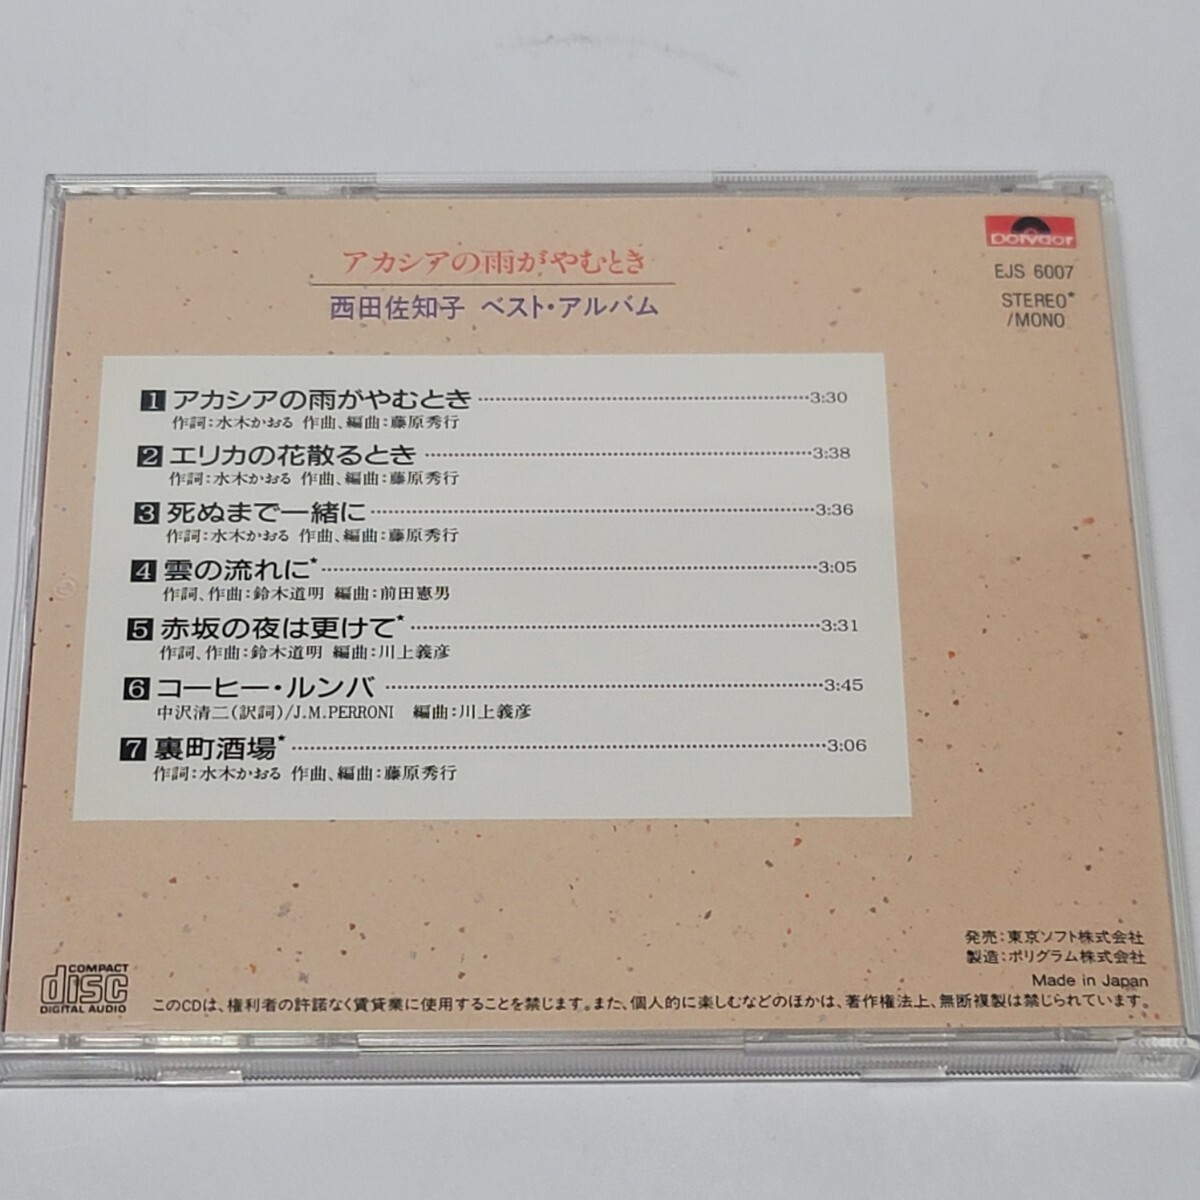 アカシアの雨がやむとき
西田佐知子 ベスト・アルバム
polydor
EJS 6007
STEREO*
/MONO
1 アカシアの雨がやむとき 3:30
作詞:水木かおる 作曲、編曲:藤原秀行
2 エリカの花散るとき 3:38
作詞:水木かおる 作曲、編曲:藤原秀行
3 死ぬまで一緒に 3:36
作詞:水木かおる 作曲、編曲:藤原秀行
4 雲の流れに* 3:05
作詞、作曲:鈴木道明 編曲:前田憲男
5 赤坂の夜は更けて* 3:31
作詞、作曲:鈴木道明 編曲:川上義彦
6 コーヒー・ルンバ 3:45
中沢清二(訳詞)/J.M.PERRONI 編曲:川上義彦
7 裏町酒場* 3:06
作詞:水木かおる 作曲、編曲:藤原秀行
発売:東京ソフト株式会社
製造:ポリグラム株式会社
Made in Japan
COMPACT
disc
DIGITAL AUDIO
このCDは、権利者の許諾なく賃貸業に使用することを禁じます。また、個人的に楽しむなどのほかは、著作権法上、無断複製は禁じられています。